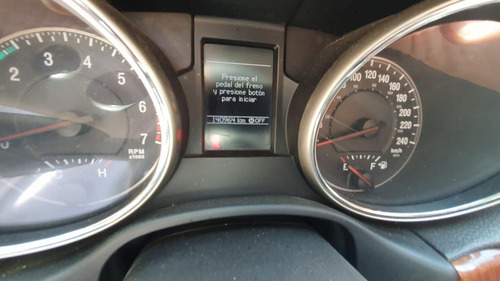 Presione el
pedal del freno
y presione botón
para iniciar
OFF
2 3 4 5 6 7
RPM
x1000
C H
100 120 140 160 180 200 220 240
km/h
E F